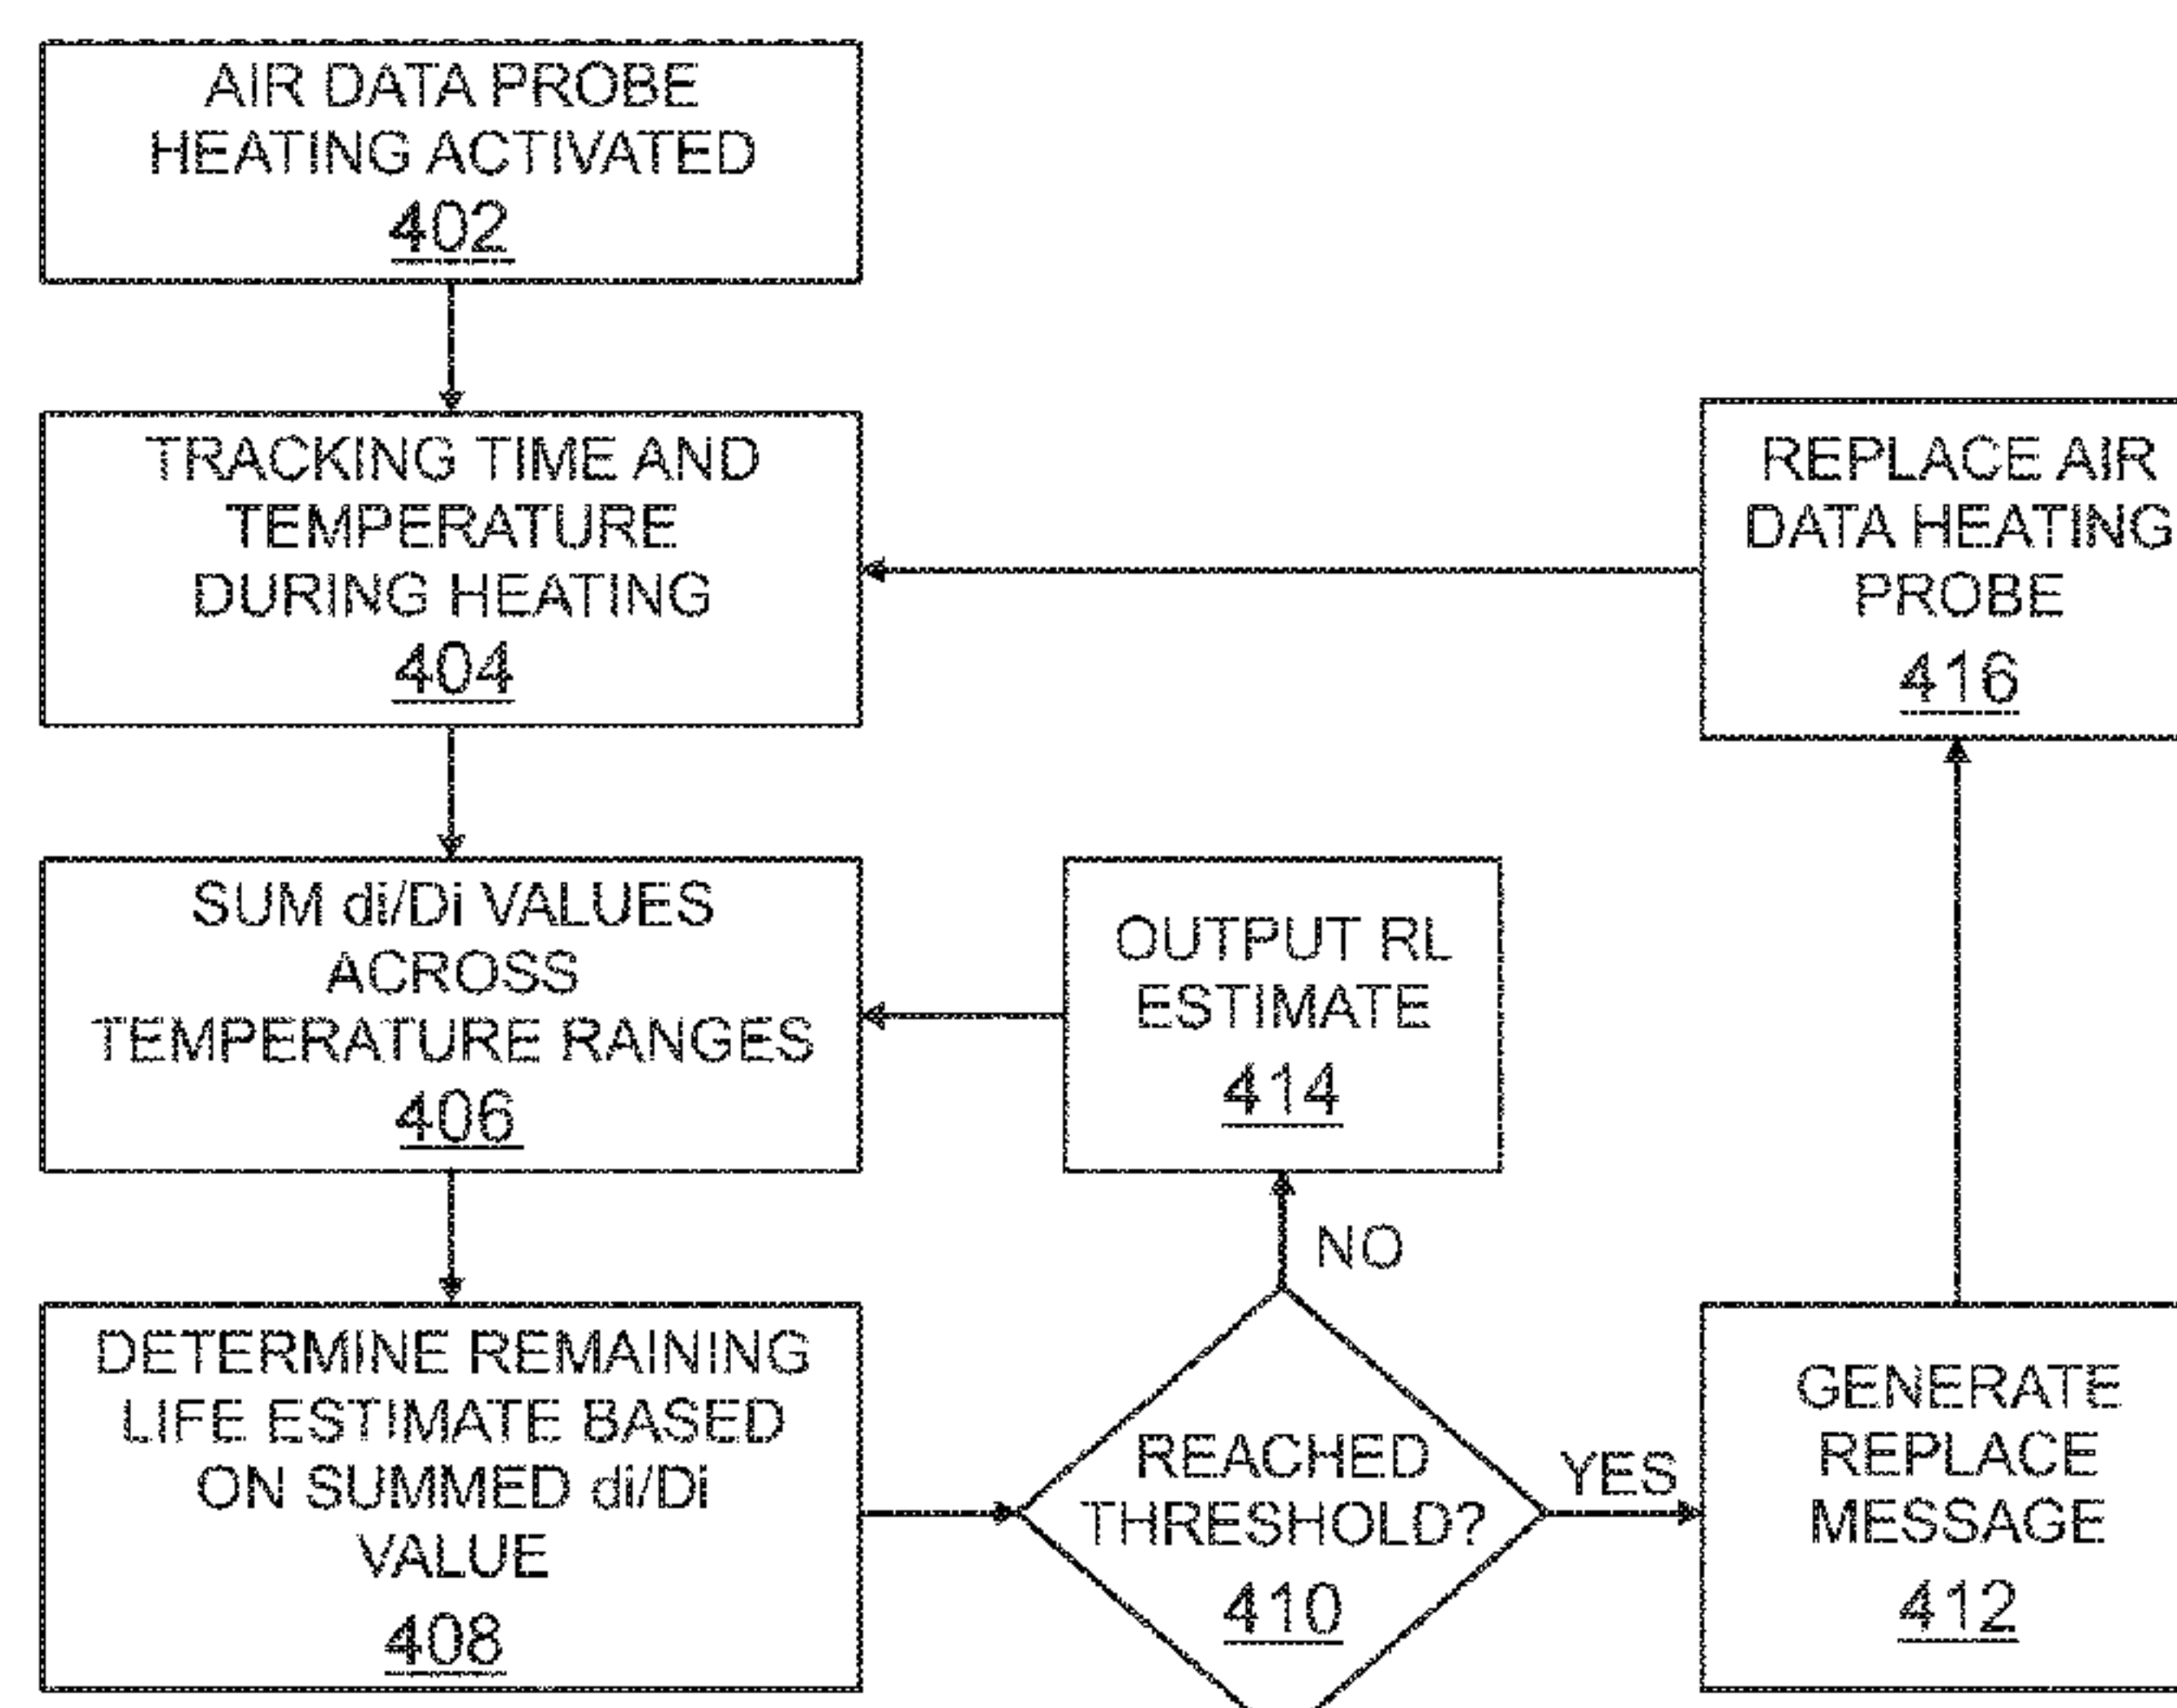 AIR DATA PROBE
HEATING ACTIVATED
402
TRACKING TIME AND
TEMPERATURE
DURING HEATING
404
REPLACE AIR
DATA HEATING
PROBE
416
SUM di/Di VALUES
ACROSS
TEMPERATURE RANGES
406
OUTPUT RL
ESTIMATE
414
NO
DETERMINE REMAINING
LIFE ESTIMATE BASED
ON SUMMED di/Di
VALUE
408
REACHED
THRESHOLD?
410
YES
GENERATE
REPLACE
MESSAGE
412